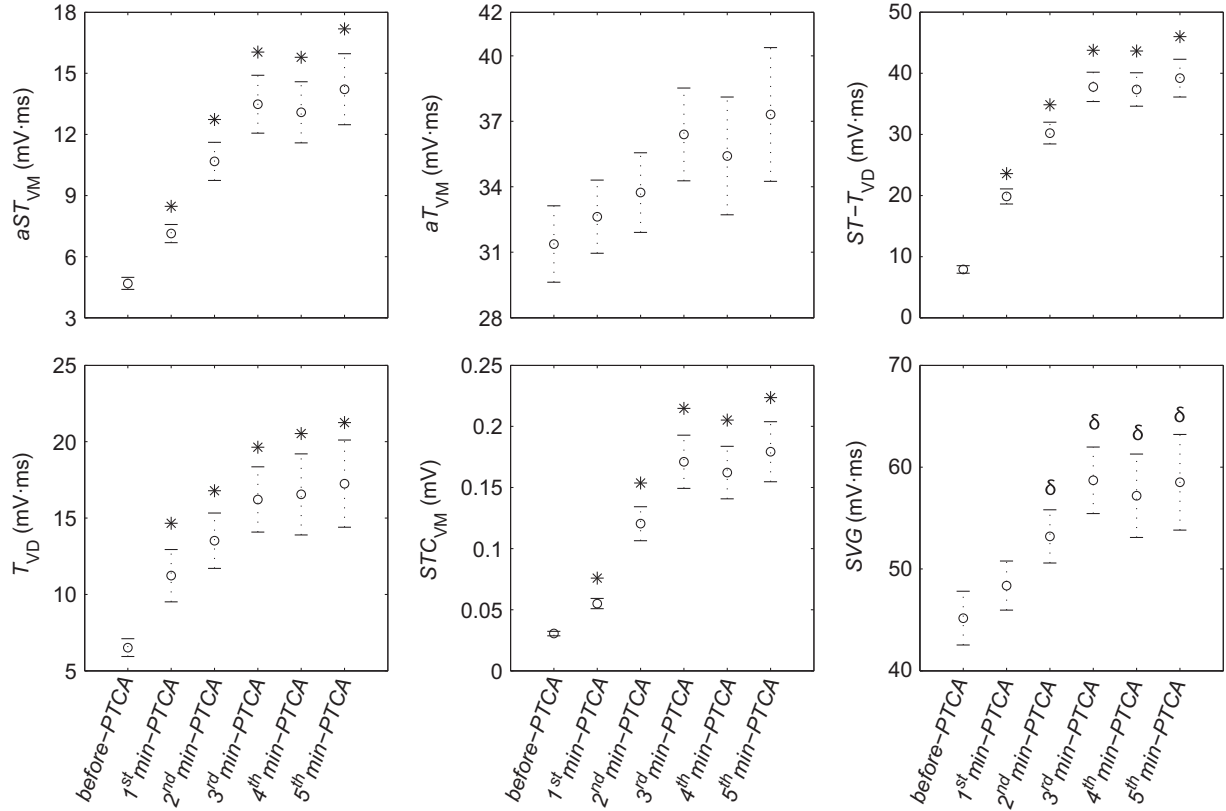 aST_VM (mV·ms)
18
15
12
9
6
3
*
*
*
*
*
aT_VM (mV·ms)
42
40
37
34
31
28
ST−T_VD (mV·ms)
50
40
30
20
10
0
*
*
*
*
*
T_VD (mV·ms)
25
20
15
10
5
*
*
*
*
*
before−PTCA
1st min−PTCA
2nd min−PTCA
3rd min−PTCA
4th min−PTCA
5th min−PTCA
STC_VM (mV)
0.25
0.2
0.15
0.1
0.05
0
*
*
*
*
*
before−PTCA
1st min−PTCA
2nd min−PTCA
3rd min−PTCA
4th min−PTCA
5th min−PTCA
SVG (mV·ms)
70
60
50
40
δ
δ
δ
δ
before−PTCA
1st min−PTCA
2nd min−PTCA
3rd min−PTCA
4th min−PTCA
5th min−PTCA